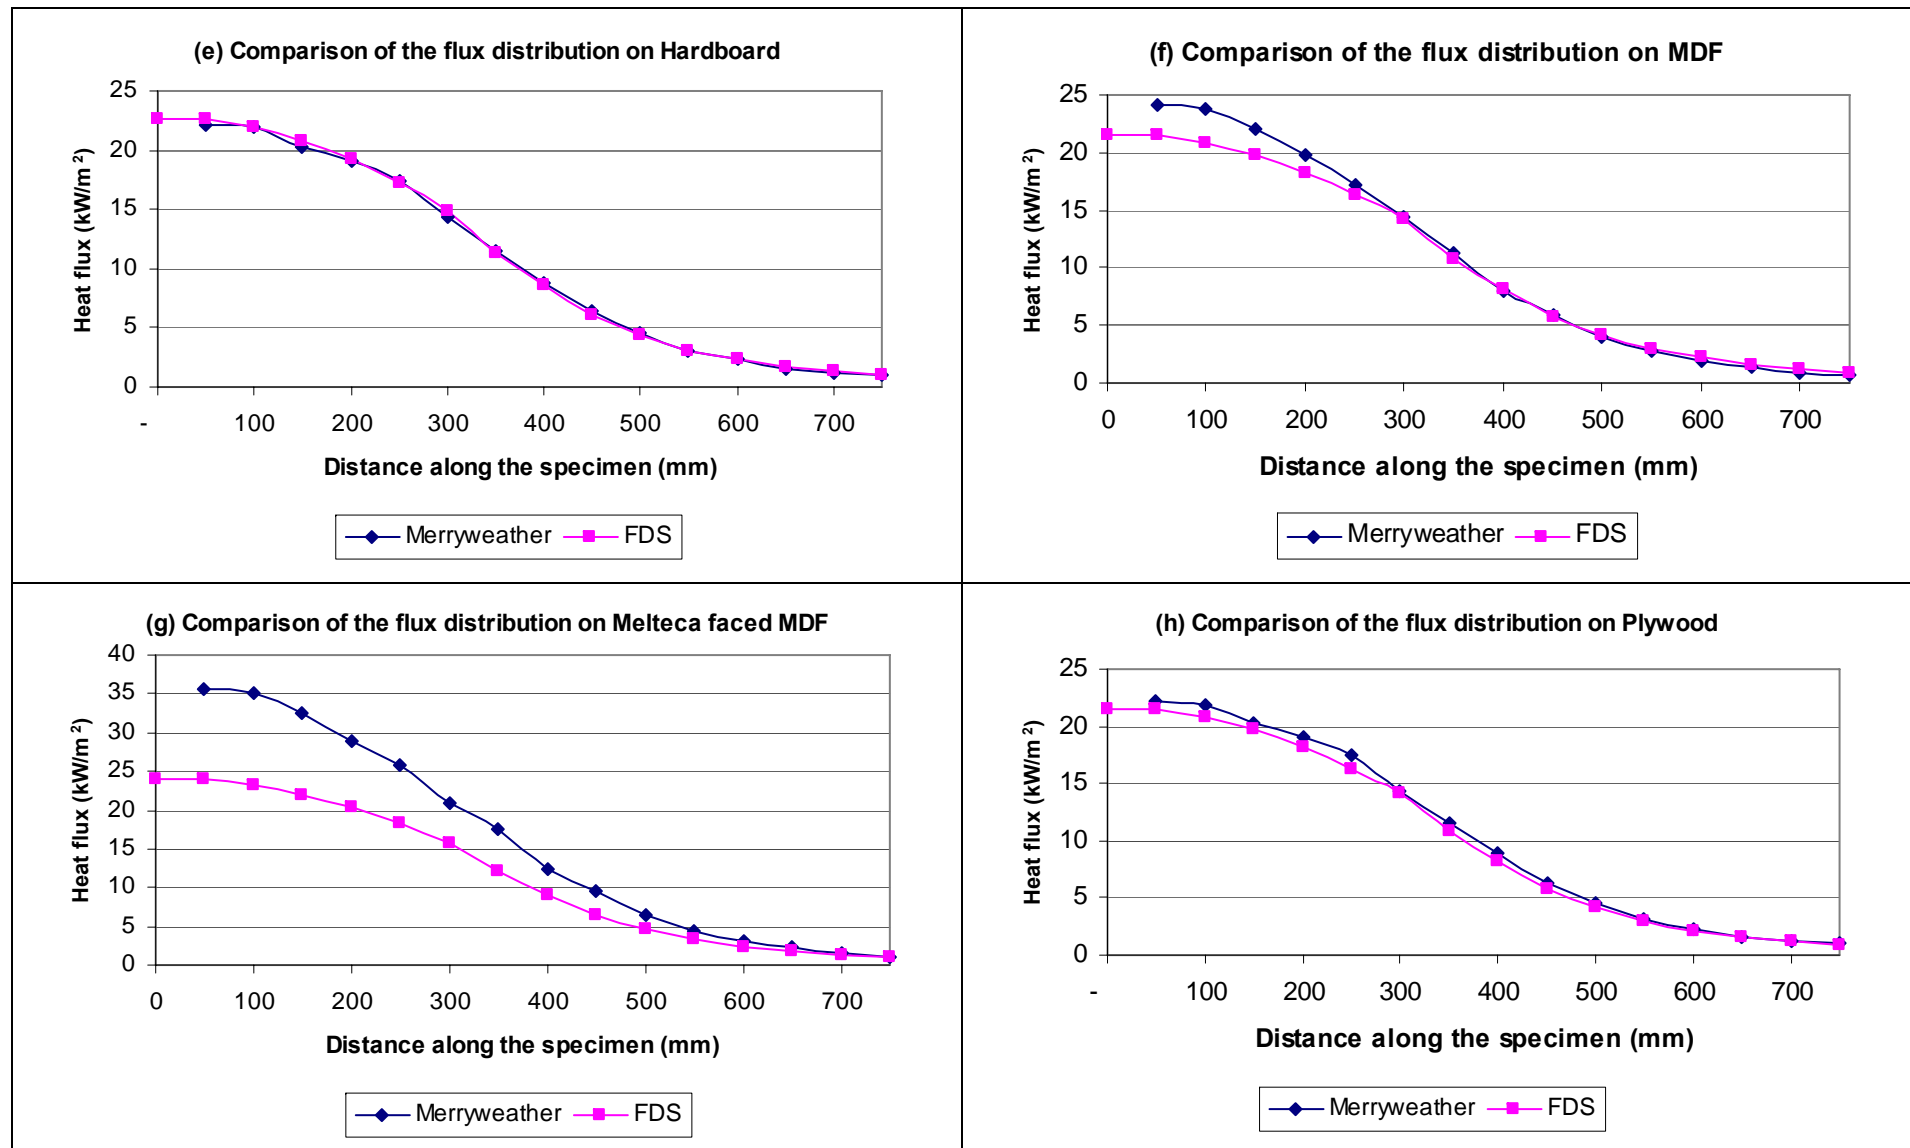 (e) Comparison of the flux distribution on Hardboard
25
20
15
10
5
0
Heat flux (kW/m²)
- 100 200 300 400 500 600 700
Distance along the specimen (mm)
Merryweather FDS
(f) Comparison of the flux distribution on MDF
25
20
15
10
5
0
Heat flux (kW/m²)
0 100 200 300 400 500 600 700
Distance along the specimen (mm)
Merryweather FDS
(g) Comparison of the flux distribution on Melteca faced MDF
40
35
30
25
20
15
10
5
0
Heat flux (kW/m²)
0 100 200 300 400 500 600 700
Distance along the specimen (mm)
Merryweather FDS
(h) Comparison of the flux distribution on Plywood
25
20
15
10
5
0
Heat flux (kW/m²)
- 100 200 300 400 500 600 700
Distance along the specimen (mm)
Merryweather FDS